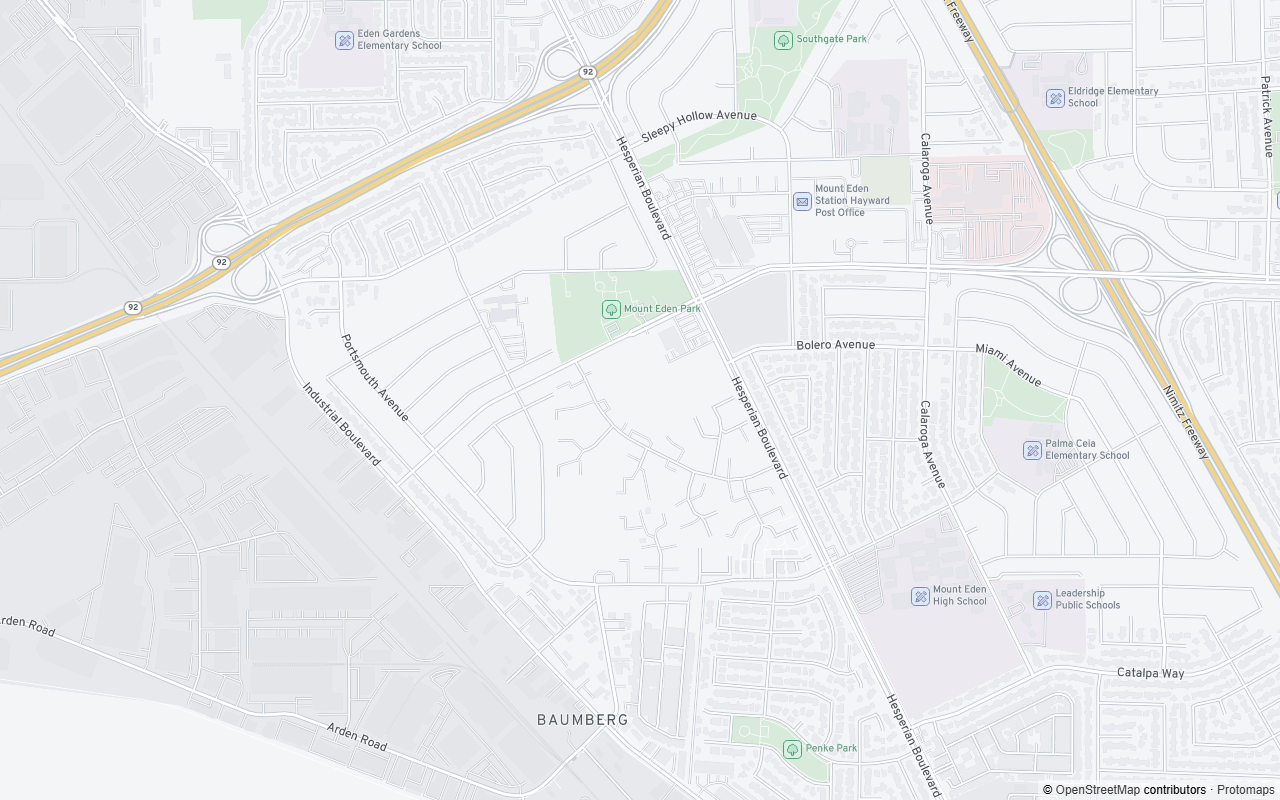 Eden Gardens
Elementary School
Southgate Park
Freeway
92
Eldridge Elementary
School
Patrick Avenue
Sleepy Hollow Avenue
Hesperian Boulevard
Calaroga Avenue
Mount Eden
Station Hayward
Post Office
92
92
Mount Eden Park
Portsmouth Avenue
Bolero Avenue
Miami Avenue
Industrial Boulevard
Hesperian Boulevard
Calaroga Avenue
Nimitz Freeway
Palma Ceia
Elementary School
Mount Eden
High School
Leadership
Public Schools
rden Road
Catalpa Way
Hesperian Boulevard
BAUMBERG
Arden Road
Penke Park
© OpenStreetMap contributors · Protomaps